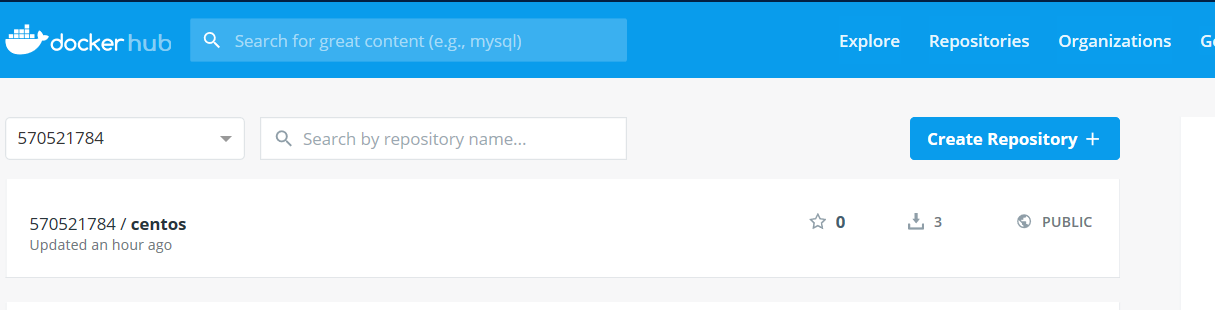 docker hub Search for great content (e.g., mysql) Explore Repositories Organizations
570521784 Search by repository name... Create Repository +
570521784 / centos 0 3 PUBLIC
Updated an hour ago